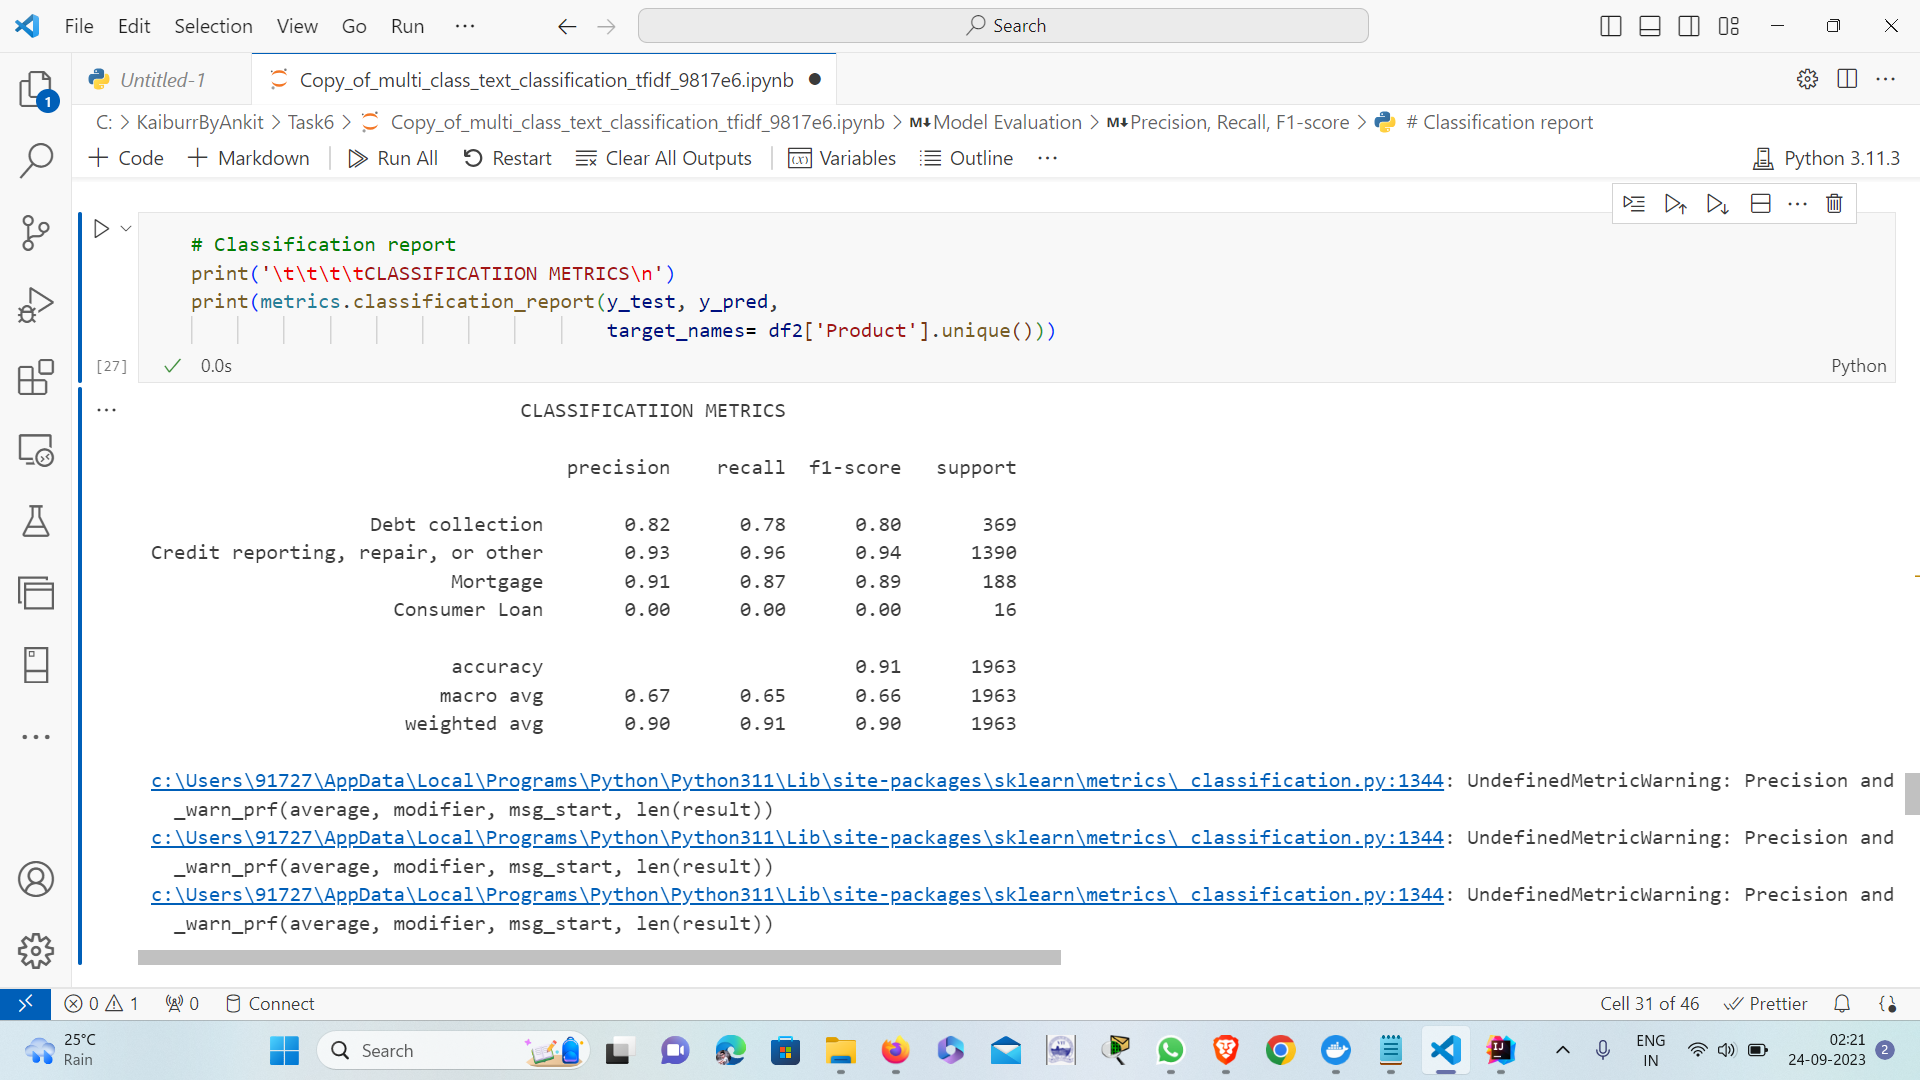 File Edit Selection View Go Run ··· Search
Untitled-1 Copy_of_multi_class_text_classification_tfidf_9817e6.ipynb
1
C: > KaiburrByAnkit > Task6 > Copy_of_multi_class_text_classification_tfidf_9817e6.ipynb > M↓Model Evaluation > M↓Precision, Recall, F1-score > # Classification report
+ Code + Markdown | Run All Restart Clear All Outputs | Variables Outline ··· Python 3.11.3
# Classification report
print('\t\t\t\tCLASSIFICATIION METRICS\n')
print(metrics.classification_report(y_test, y_pred,
target_names= df2['Product'].unique()))
[27] ✓ 0.0s Python
CLASSIFICATIION METRICS
precision recall f1-score support
Debt collection 0.82 0.78 0.80 369
Credit reporting, repair, or other 0.93 0.96 0.94 1390
Mortgage 0.91 0.87 0.89 188
Consumer Loan 0.00 0.00 0.00 16
accuracy 0.91 1963
macro avg 0.67 0.65 0.66 1963
weighted avg 0.90 0.91 0.90 1963
c:\Users\91727\AppData\Local\Programs\Python\Python311\Lib\site-packages\sklearn\metrics\_classification.py:1344: UndefinedMetricWarning: Precision and
_warn_prf(average, modifier, msg_start, len(result))
c:\Users\91727\AppData\Local\Programs\Python\Python311\Lib\site-packages\sklearn\metrics\_classification.py:1344: UndefinedMetricWarning: Precision and
_warn_prf(average, modifier, msg_start, len(result))
c:\Users\91727\AppData\Local\Programs\Python\Python311\Lib\site-packages\sklearn\metrics\_classification.py:1344: UndefinedMetricWarning: Precision and
_warn_prf(average, modifier, msg_start, len(result))
0 1 0 Connect Cell 31 of 46 Prettier
25°C
Rain
Search
IJ
ENG
IN
02:21
24-09-2023
2